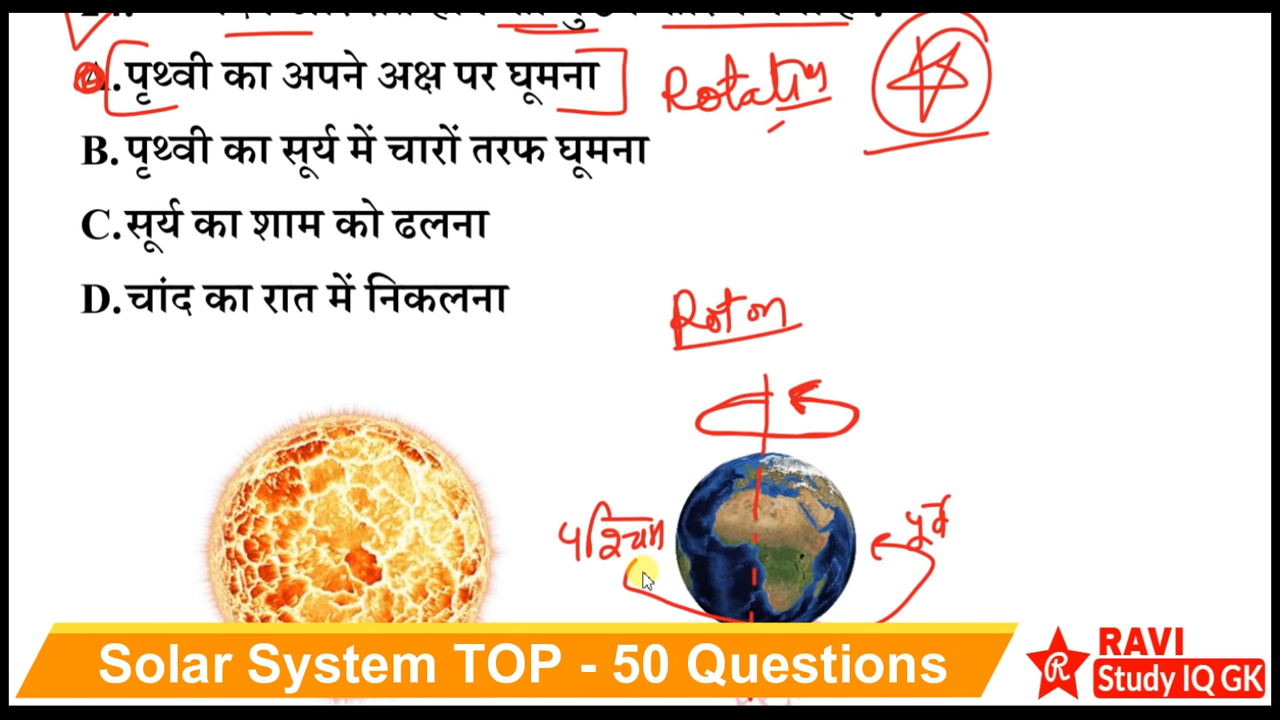 A. पृथ्वी का अपने अक्ष पर घूमना
Rotation
B. पृथ्वी का सूर्य में चारों तरफ घूमना
C. सूर्य का शाम को ढलना
D. चांद का रात में निकलना
Roton
पश्चिम
पूर्व
Solar System TOP - 50 Questions
RAVI
R
Study IQ GK